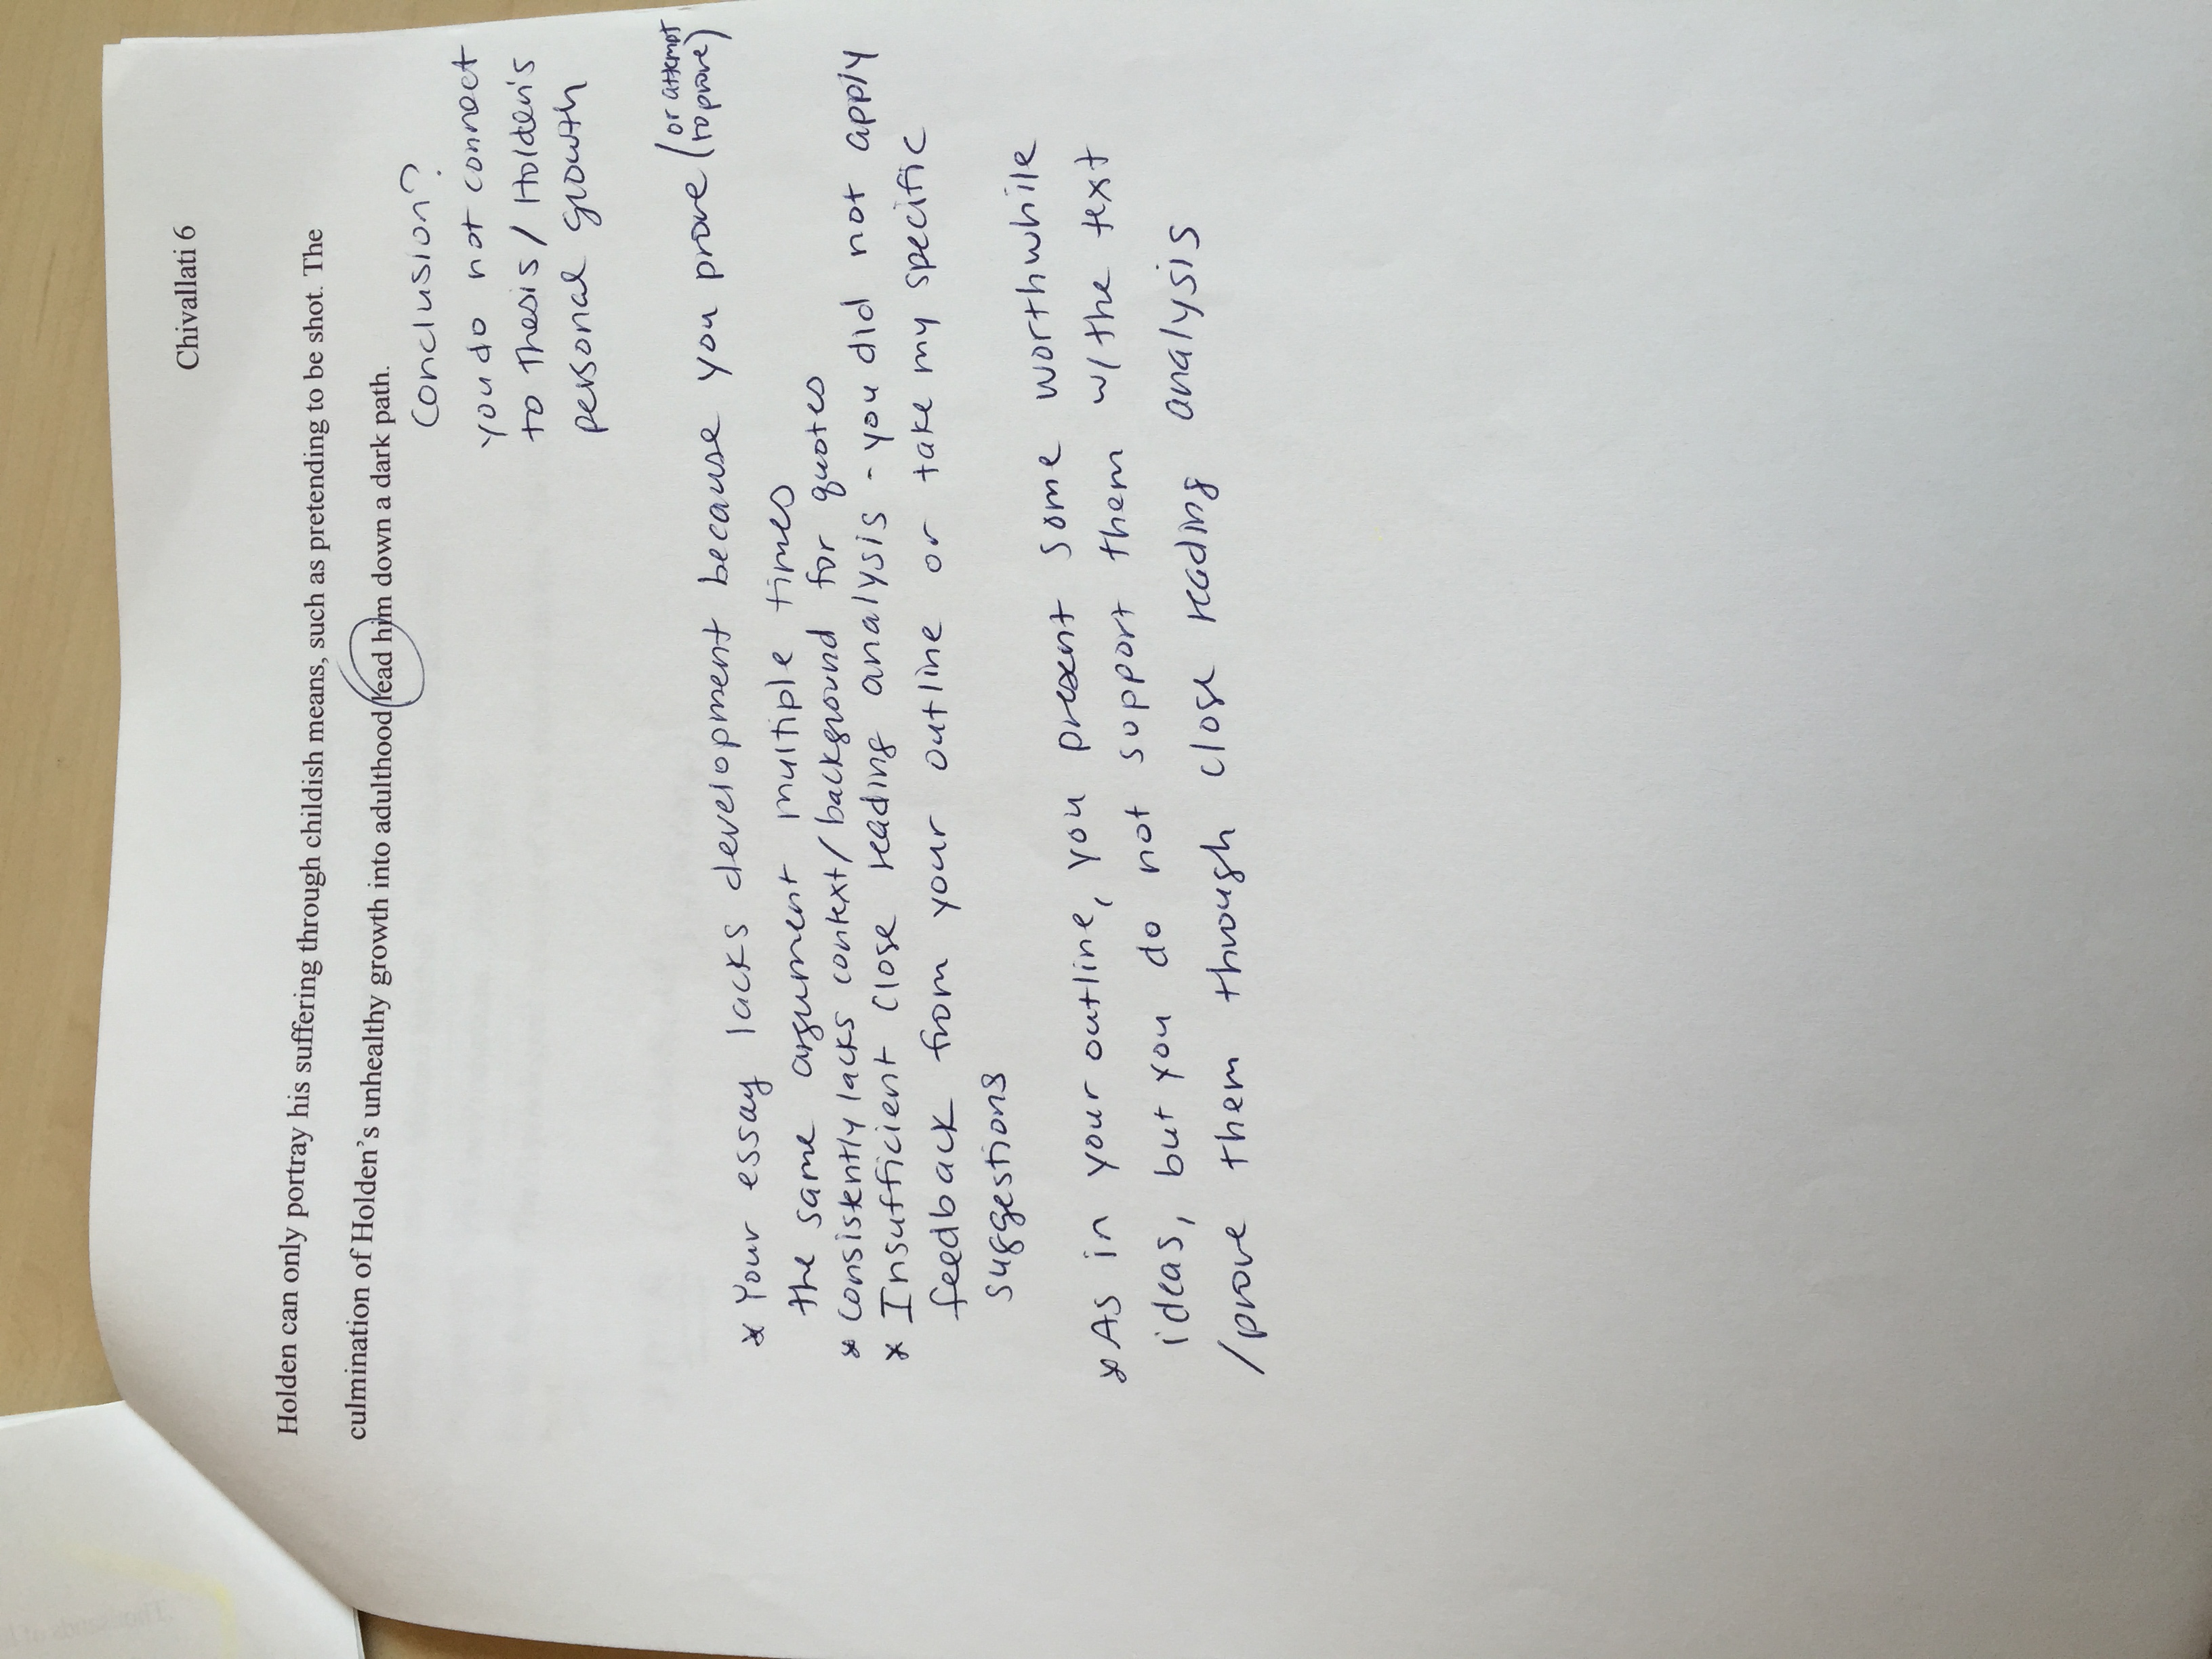 Chivallati 6
Holden can only portray his suffering through childish means, such as pretending to be shot. The
culmination of Holden's unhealthy growth into adulthood lead him down a dark path.
Conclusion?
you do not connect
to thesis / Holden's
personal growth
* Your essay lacks development because you prove (or attempt to prove)
the same argument multiple times
* Consistently lacks context/background for quotes
* Insufficient close reading analysis - you did not apply
feedback from your outline or take my specific
suggestions
* As in your outline, you present some worthwhile
ideas, but you do not support them w/ the text
/prove them through close reading analysis